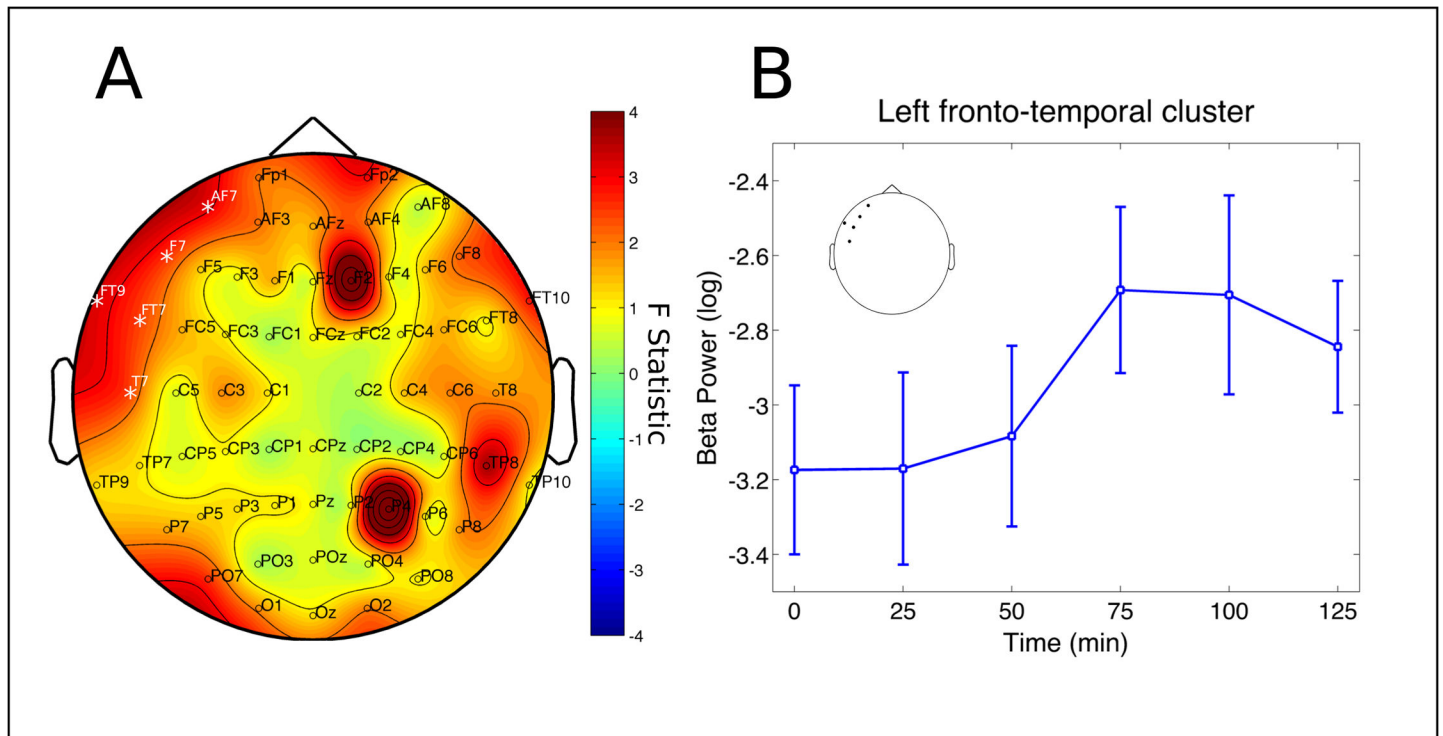 A
B
Left fronto-temporal cluster
Fp1 Fp2
AF7 AF8
AF3 AFz AF4
F7 F8
F5 F3 F1 Fz F2 F4 F6
FT9 FT10
FT7 FT8
FC5 FC3 FC1 FCz FC2 FC4 FC6
T7 C5 C3 C1 C2 C4 C6 T8
CP5 CP3 CP1 CPz CP2 CP4 CP6
TP7 TP8
TP9 TP10
P5 P3 P1 Pz P2 P4 P6
P7 P8
PO3 POz PO4
PO7 PO8
O1 Oz O2
4
3
2
1
0
-1
-2
-3
-4
F Statistic
-2.4
-2.6
-2.8
-3
-3.2
-3.4
Beta Power (log)
0 25 50 75 100 125
Time (min)